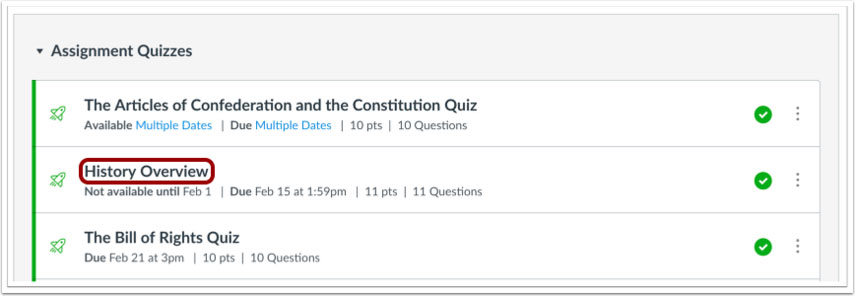 Assignment Quizzes
The Articles of Confederation and the Constitution Quiz
Available Multiple Dates | Due Multiple Dates | 10 pts | 10 Questions
History Overview
Not available until Feb 1 | Due Feb 15 at 1:59pm | 11 pts | 11 Questions
The Bill of Rights Quiz
Due Feb 21 at 3pm | 10 pts | 10 Questions